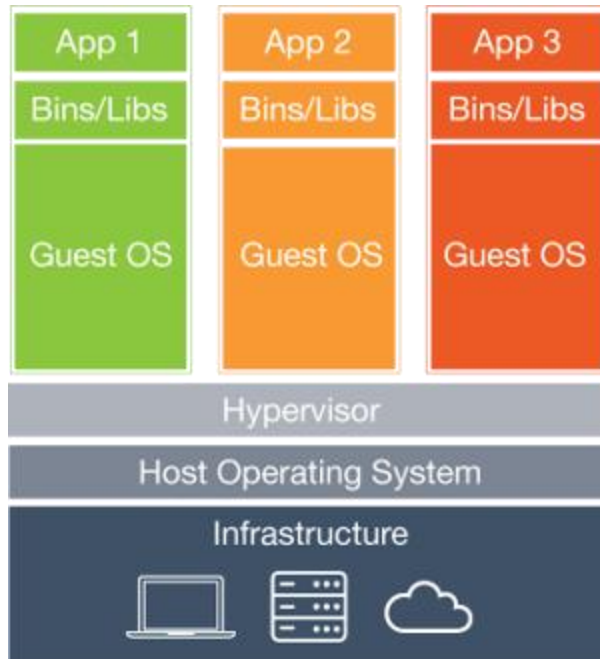 App 1
App 2
App 3
Bins/Libs
Bins/Libs
Bins/Libs
Guest OS
Guest OS
Guest OS
Hypervisor
Host Operating System
Infrastructure